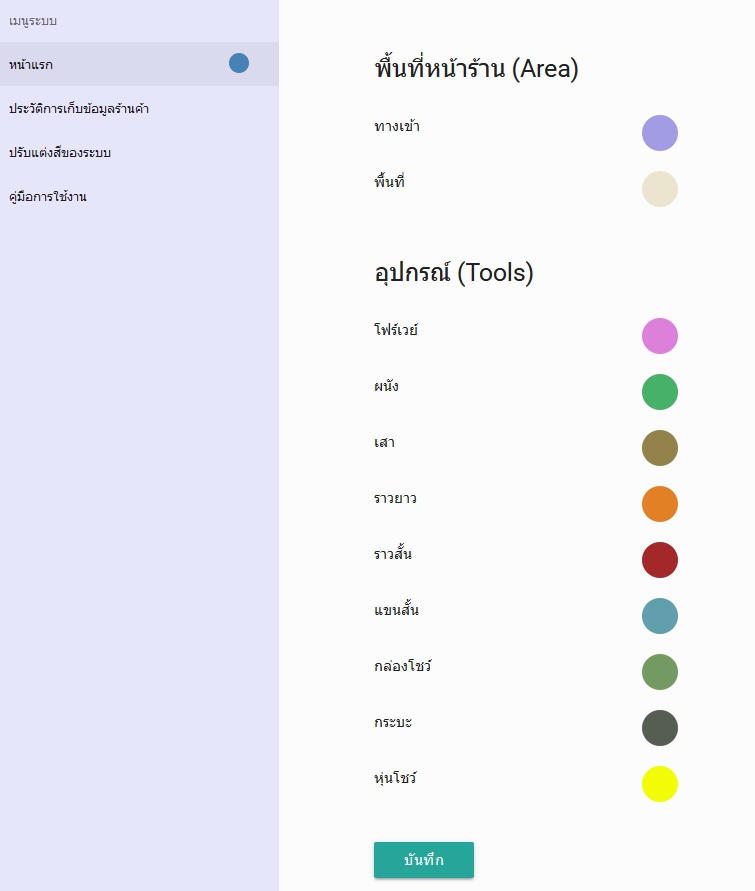 เมนูระบบ
หน้าแรก
ประวัติการเก็บข้อมูลร้านค้า
ปรับแต่งสีของระบบ
คู่มือการใช้งาน
พื้นที่หน้าร้าน (Area)
ทางเข้า
พื้นที่
อุปกรณ์ (Tools)
โฟร์เวย์
ผนัง
เสา
ราวยาว
ราวสั้น
แขนสั้น
กล่องโชว์
กระบะ
หุ่นโชว์
บันทึก